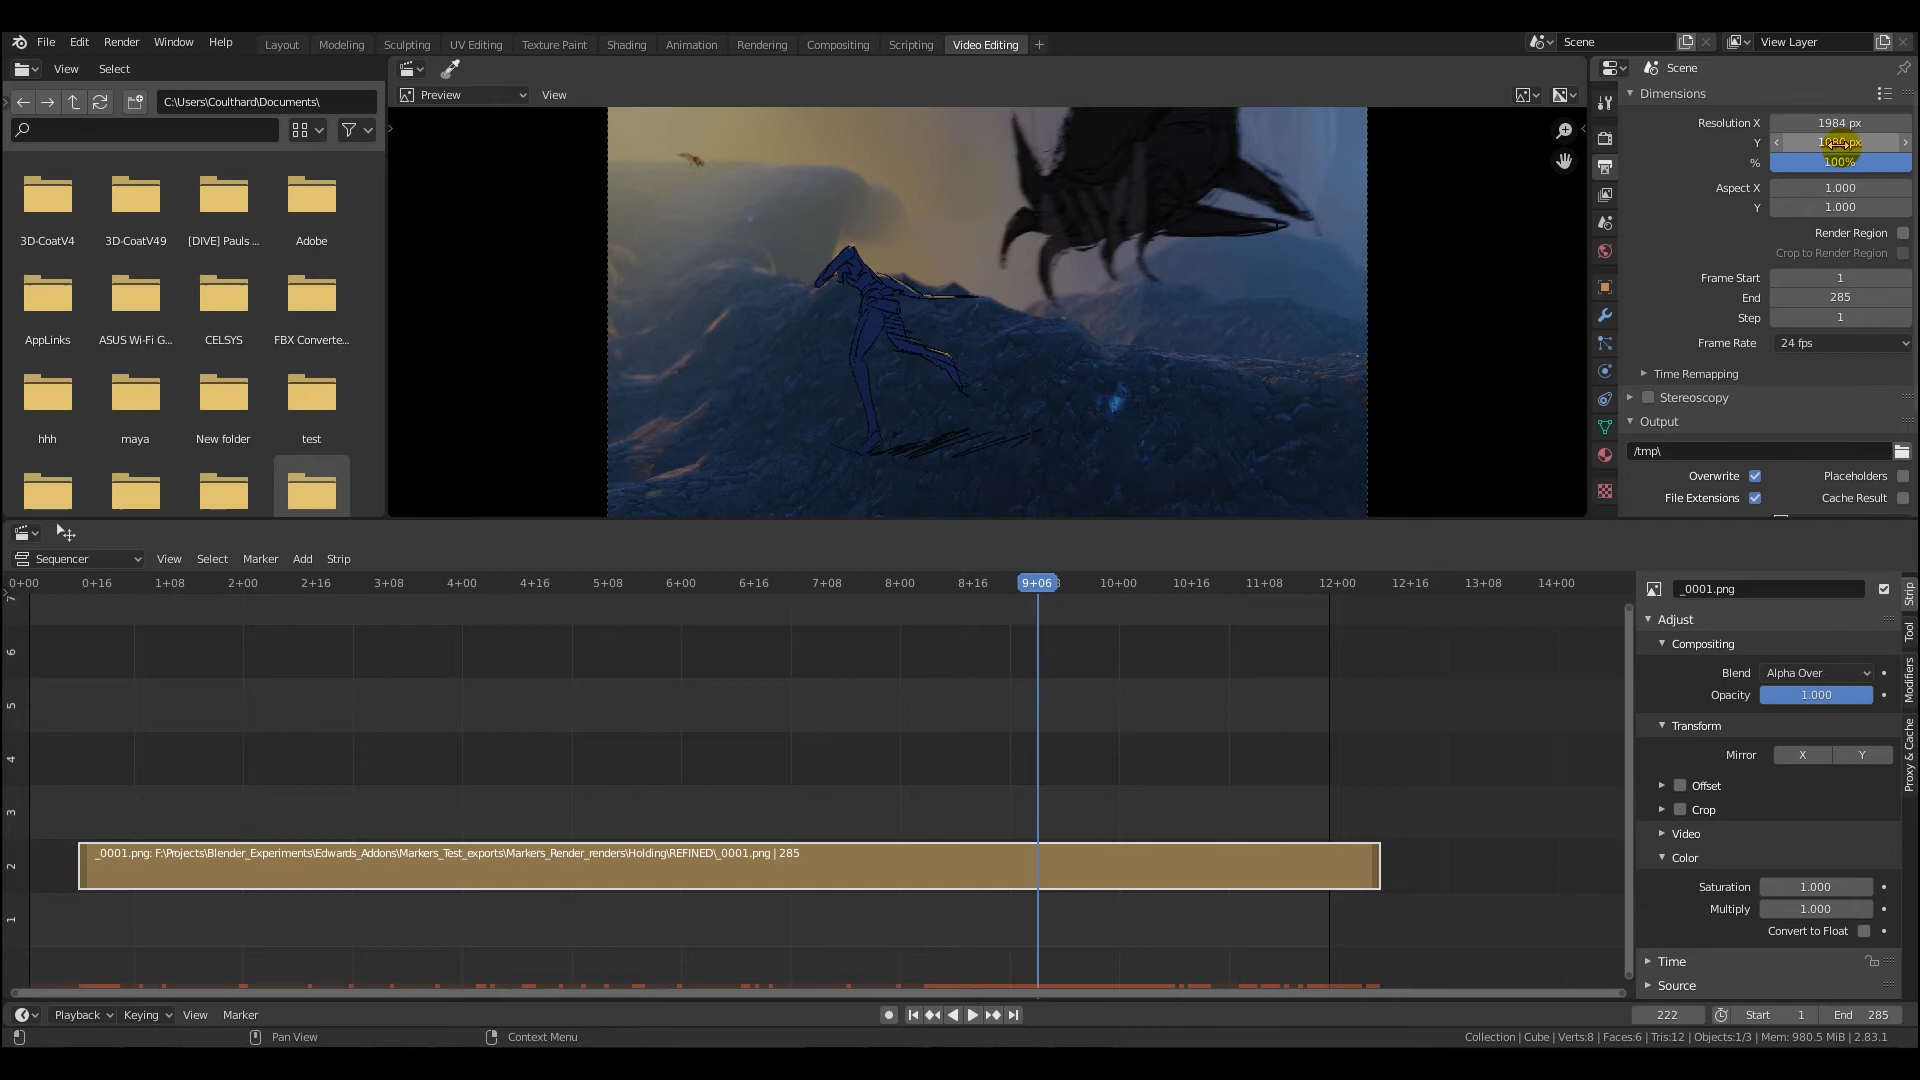 File Edit Render Window Help Layout Modeling Sculpting UV Editing Texture Paint Shading Animation Rendering Compositing Scripting Video Editing + Scene View Layer
View Select
C:\Users\Coulthard\Documents\
3D-CoatV4 3D-CoatV49 [DIVE] Pauls ... Adobe
AppLinks ASUS Wi-Fi G... CELSYS FBX Converte...
hhh maya New folder test
Preview View
Scene
Dimensions
Resolution X 1984 px
Y
% 100%
Aspect X 1.000
Y 1.000
Render Region
Crop to Render Region
Frame Start 1
End 285
Step 1
Frame Rate 24 fps
Time Remapping
Stereoscopy
Output
/tmp\
Overwrite Placeholders
File Extensions Cache Result
Sequencer View Select Marker Add Strip
0+00 0+16 1+08 2+00 2+16 3+08 4+00 4+16 5+08 6+00 6+16 7+08 8+00 8+16 9+06 10+00 10+16 11+08 12+00 12+16 13+08 14+00
7
6
5
4
3
2
1
_0001.png: F:\Projects\Blender_Experiments\Edwards_Addons\Markers_Test_exports\Markers_Render_renders\Holding\REFINED\_0001.png | 285
_0001.png
Adjust
Compositing
Blend Alpha Over
Opacity 1.000
Transform
Mirror X Y
Offset
Crop
Video
Color
Saturation 1.000
Multiply 1.000
Convert to Float
Time
Source
Strip
Tool
Modifiers
Proxy & Cache
Playback Keying View Marker 222 Start 1 End 285
Pan View Context Menu Collection | Cube | Verts:8 | Faces:6 | Tris:12 | Objects:1/3 | Mem: 980.5 MiB | 2.83.1